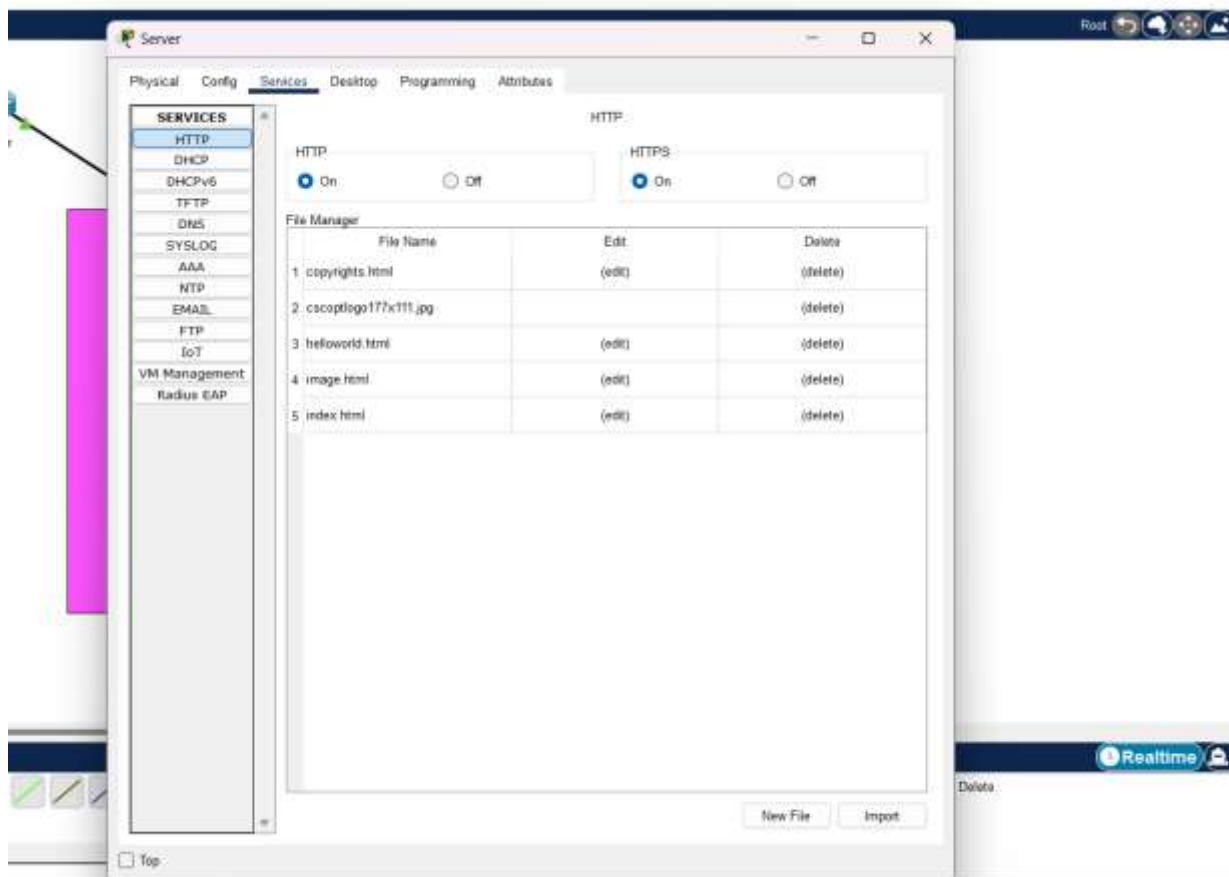 Root
Server
Physical Config Services Desktop Programming Attributes
SERVICES
HTTP
DHCP
DHCPv6
TFTP
DNS
SYSLOG
AAA
NTP
EMAIL
FTP
IoT
VM Management
Radius EAP
HTTP
HTTP
On Off
HTTPS
On Off
File Manager
File Name Edit Delete
1 copyrights.html (edit) (delete)
2 cscoptlogo177x111.jpg (delete)
3 helloworld.html (edit) (delete)
4 image.html (edit) (delete)
5 index.html (edit) (delete)
New File Import
Top
Realtime
Delete